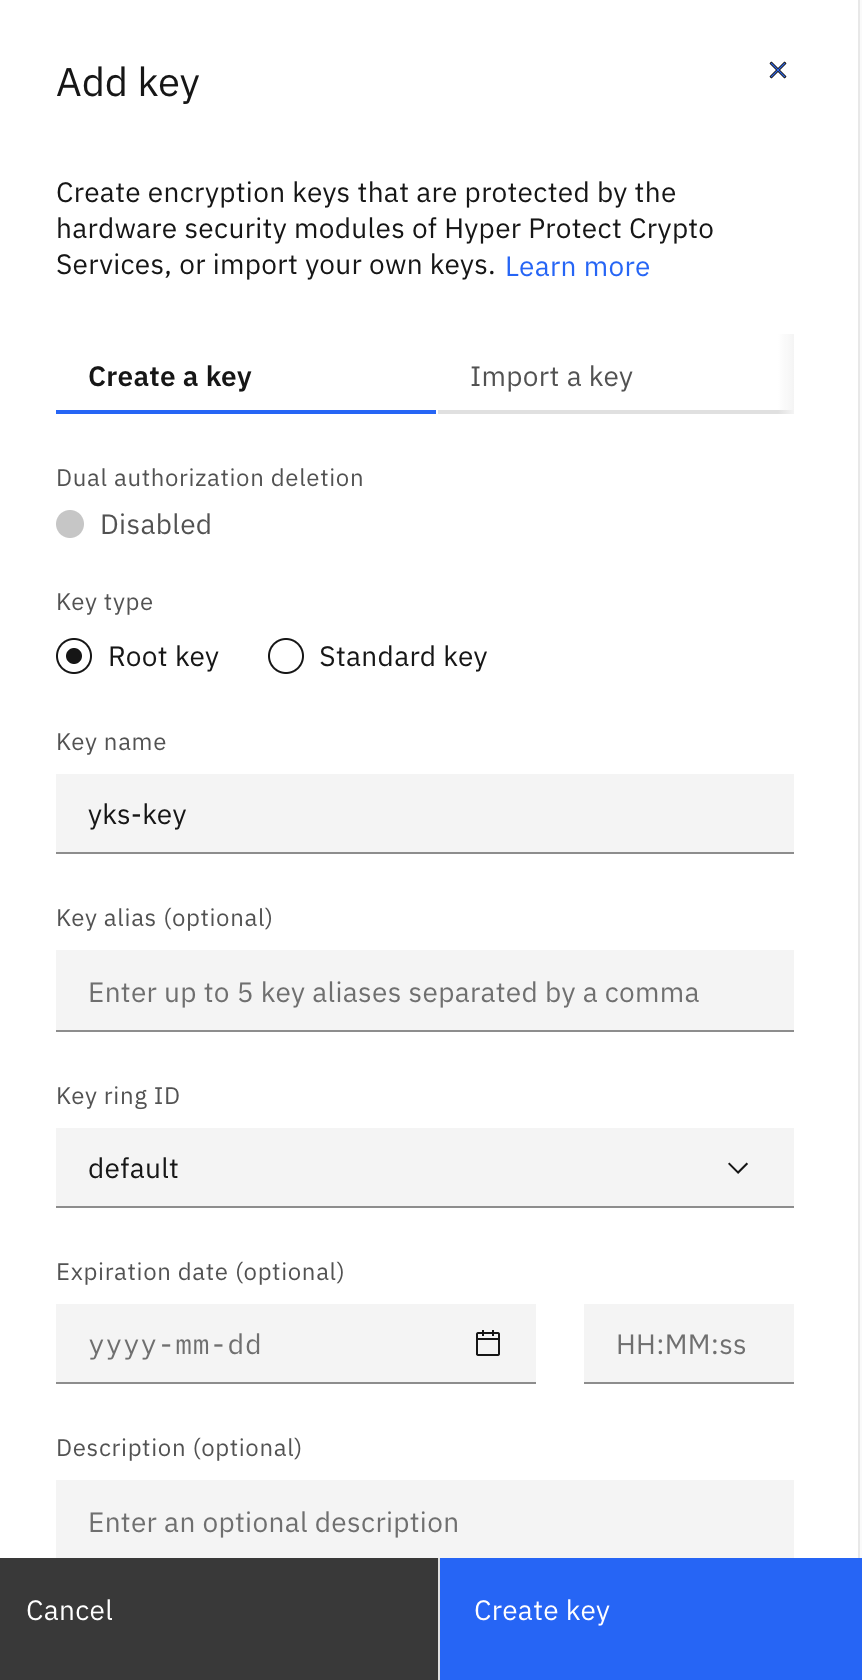 Add key
Create encryption keys that are protected by the
hardware security modules of Hyper Protect Crypto
Services, or import your own keys. Learn more
Create a key
Import a key
Dual authorization deletion
Disabled
Key type
Root key
Standard key
Key name
yks-key
Key alias (optional)
Enter up to 5 key aliases separated by a comma
Key ring ID
default
Expiration date (optional)
yyyy-mm-dd
HH:MM:ss
Description (optional)
Enter an optional description
Cancel
Create key